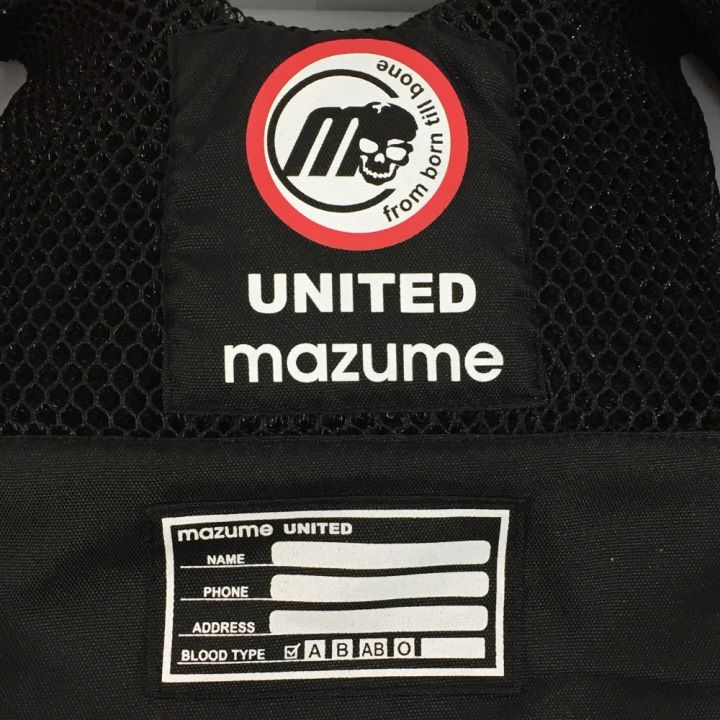 m
from born till bone
UNITED
mazume
mazume UNITED
NAME
PHONE
ADDRESS
BLOOD TYPE ☑ A B AB O